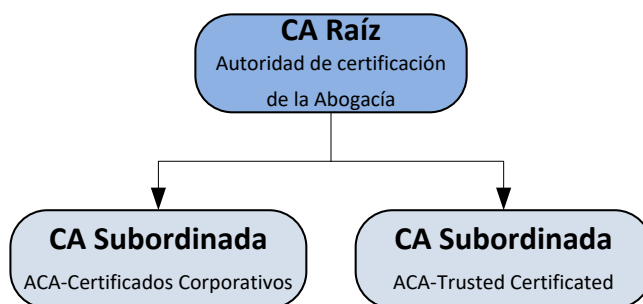 CA Raíz
Autoridad de certificación
de la Abogacía
CA Subordinada
ACA-Certificados Corporativos
CA Subordinada
ACA-Trusted Certificated